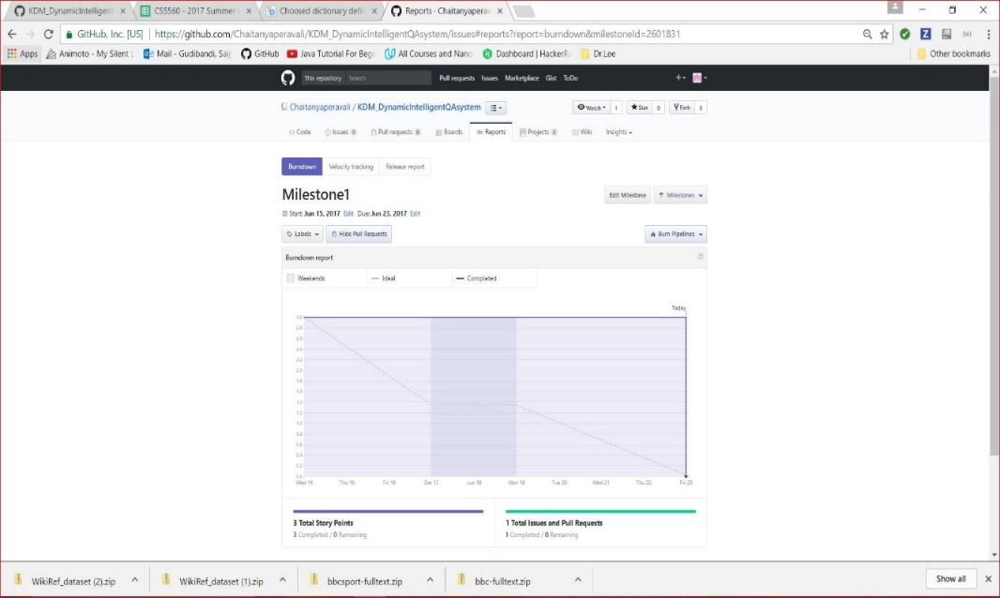 KDM_DynamicIntelligent CS5560 - 2017 Summer Choosed dictionary defin Reports · Chaitanyaperaval
GitHub, Inc. [US] | https://github.com/Chaitanyaperavali/KDM_DynamicIntelligentQAsystem/issues#reports?report=burndown&milestoneId=2601831
Apps Animoto - My Silent L Mail - Gudibandi, Saij GitHub Java Tutorial For Begi All Courses and Nano Dashboard | HackerRa Dr.Lee Other bookmarks
This repository Search Pull requests Issues Marketplace Gist ToDo
Chaitanyaperavali / KDM_DynamicIntelligentQAsystem Watch 1 Star 0 Fork 0
Code Issues 0 Pull requests 0 Boards Reports Projects 0 Wiki Insights
Burndown Velocity tracking Release report
Milestone1 Edit Milestone Milestones
Start: Jun 15, 2017 Edit Due: Jun 23, 2017 Edit
Labels Hide Pull Requests Burn Pipelines
Burndown report
Weekends Ideal Completed
Today
3.0
2.8
2.6
2.4
2.2
2.0
1.8
1.6
1.4
1.2
1.0
0.8
0.6
0.4
0.2
0.0
Wed 14 Thu 15 Fri 16 Sat 17 Jun 18 Mon 19 Tue 20 Wed 21 Thu 22 Fri 23
3 Total Story Points 1 Total Issues and Pull Requests
3 Completed / 0 Remaining 1 Completed / 0 Remaining
WikiRef_dataset (2).zip WikiRef_dataset (1).zip bbcsport-fulltext.zip bbc-fulltext.zip Show all